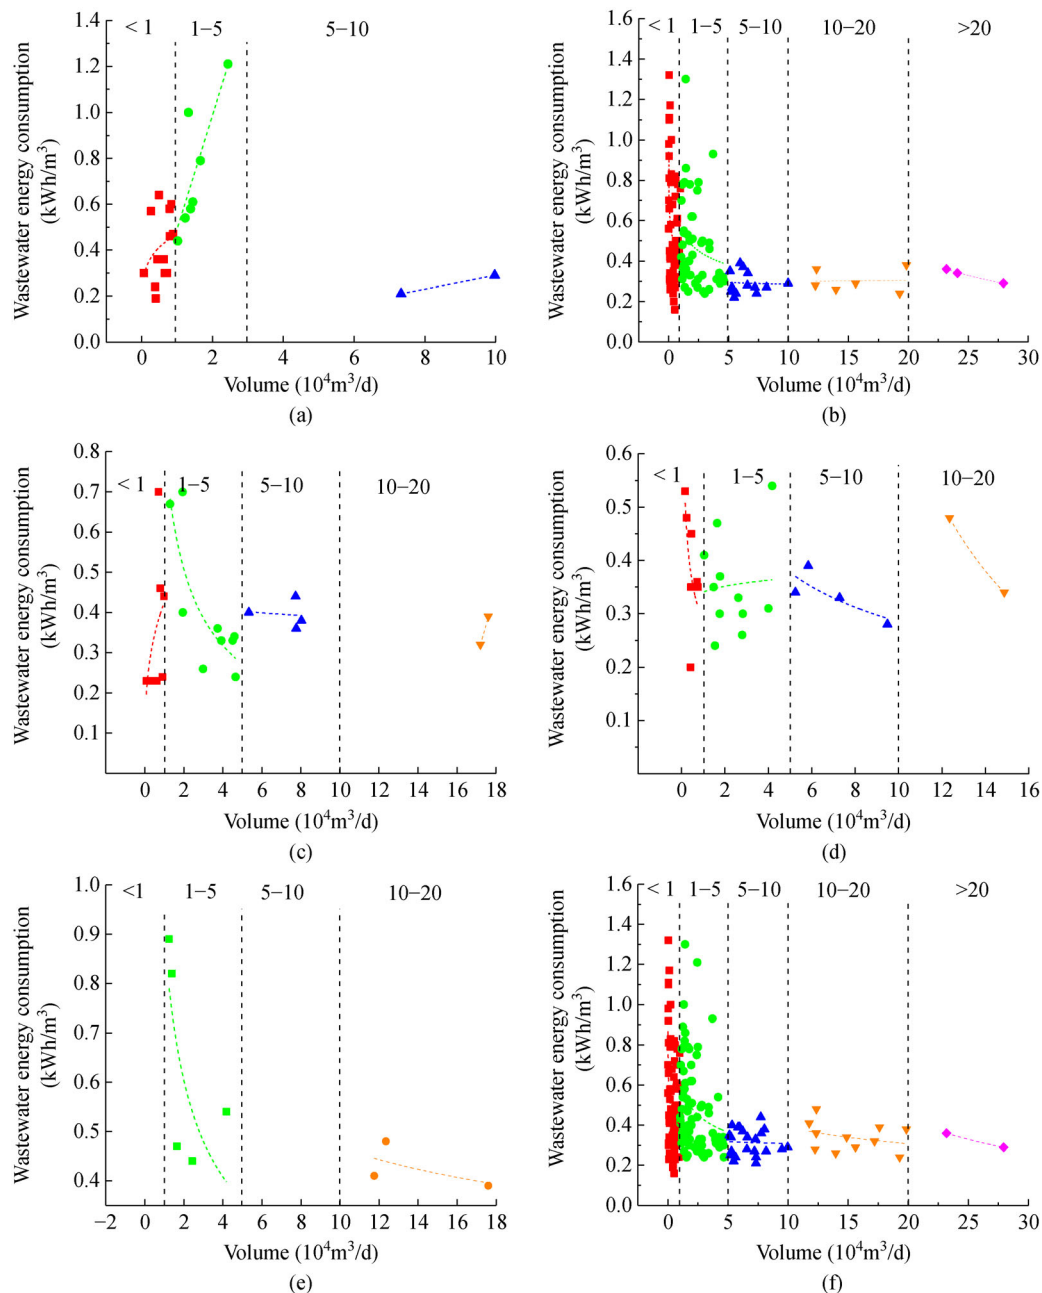 < 1 1−5 5−10
1.4
1.2
1.0
0.8
0.6
0.4
0.2
0.0
Wastewater energy consumption
(kWh/m³)
0 2 4 6 8 10
Volume (10⁴m³/d)
(a)
< 1 1−5 5−10 10−20 >20
1.6
1.4
1.2
1.0
0.8
0.6
0.4
0.2
0.0
Wastewater energy consumption
(kWh/m³)
0 5 10 15 20 25 30
Volume (10⁴m³/d)
(b)
< 1 1−5 5−10 10−20
0.8
0.7
0.6
0.5
0.4
0.3
0.2
0.1
Wastewater energy consumption
(kWh/m³)
0 2 4 6 8 10 12 14 16 18
Volume (10⁴m³/d)
(c)
< 1 1−5 5−10 10−20
0.6
0.5
0.4
0.3
0.2
0.1
Wastewater energy consumption
(kWh/m³)
0 2 4 6 8 10 12 14 16
Volume (10⁴m³/d)
(d)
<1 1−5 5−10 10−20
1.0
0.9
0.8
0.7
0.6
0.5
0.4
Wastewater energy consumption
(kWh/m³)
−2 0 2 4 6 8 10 12 14 16 18
Volume (10⁴m³/d)
(e)
< 1 1−5 5−10 10−20 >20
1.6
1.4
1.2
1.0
0.8
0.6
0.4
0.2
0.0
Wastewater energy consumption
(kWh/m³)
0 5 10 15 20 25 30
Volume (10⁴m³/d)
(f)